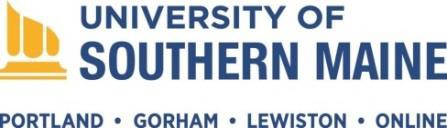 UNIVERSITY OF
SOUTHERN MAINE
PORTLAND • GORHAM • LEWISTON • ONLINE